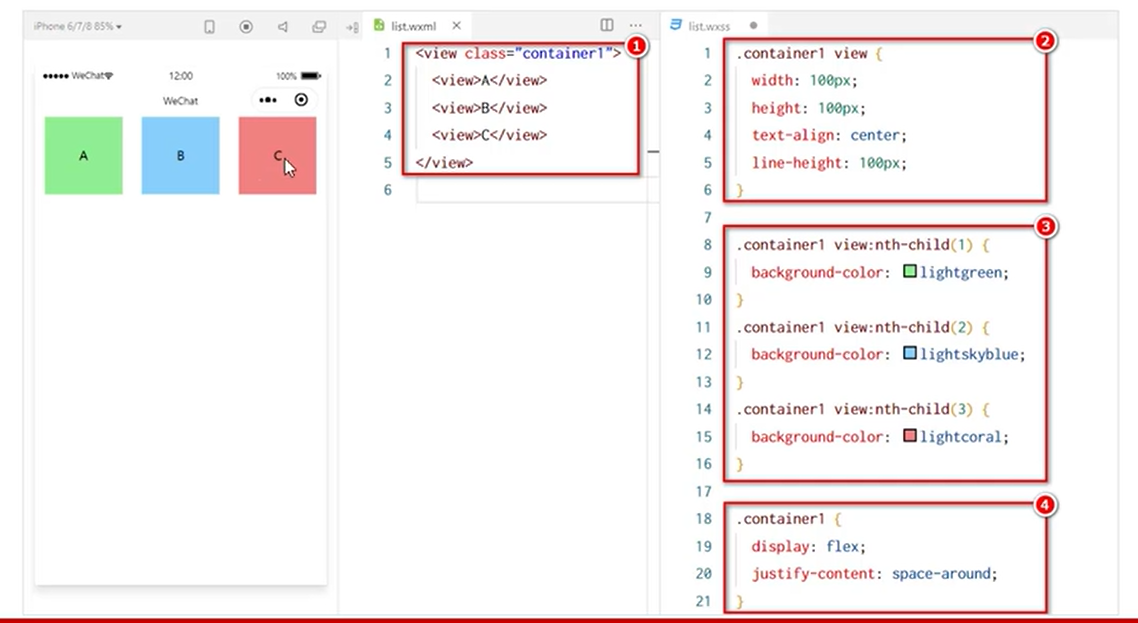 iPhone 6/7/8 85%
list.wxml
list.wxss
WeChat
12:00
100%
WeChat
A
B
C
1
1 <view class="container1">
2 <view>A</view>
3 <view>B</view>
4 <view>C</view>
5 </view>
6
2
1 .container1 view {
2 width: 100px;
3 height: 100px;
4 text-align: center;
5 line-height: 100px;
6 }
7
3
8 .container1 view:nth-child(1) {
9 background-color: lightgreen;
10 }
11 .container1 view:nth-child(2) {
12 background-color: lightskyblue;
13 }
14 .container1 view:nth-child(3) {
15 background-color: lightcoral;
16 }
17
4
18 .container1 {
19 display: flex;
20 justify-content: space-around;
21 }